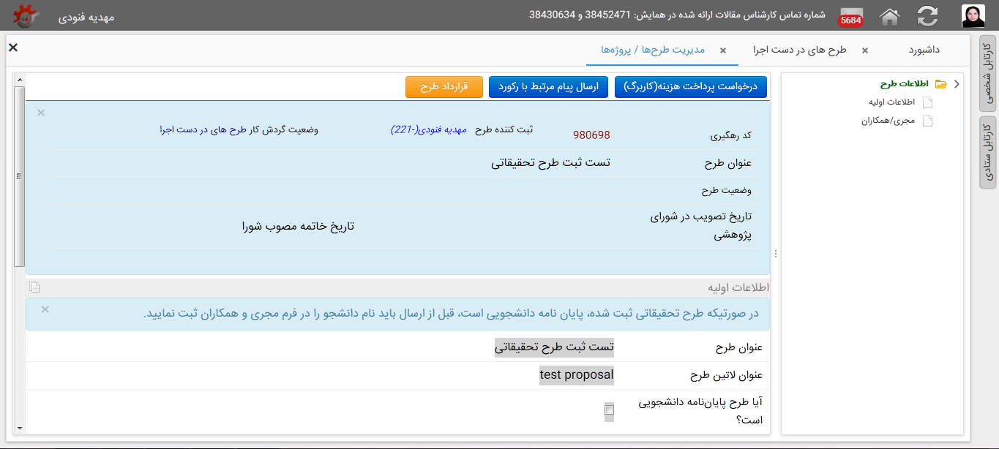 شماره تماس کارشناس مقالات ارائه شده در همایش: 38452471 و 38430634
5684
مهدیه فنودی
کارتابل شخصی
کارتابل ستادی
داشبورد
طرح های در دست اجرا
مدیریت طرح‌ها / پروژه‌ها
اطلاعات طرح
اطلاعات اولیه
مجری/همکاران
درخواست پرداخت هزینه(کاربرگ)
ارسال پیام مرتبط با رکورد
قرارداد طرح
کد رهگیری 980698 ثبت کننده طرح مهدیه فنودی(-221) وضعیت گردش کار طرح های در دست اجرا
عنوان طرح تست ثبت طرح تحقیقاتی
وضعیت طرح
تاریخ تصویب در شورای
پژوهشی
تاریخ خاتمه مصوب شورا
اطلاعات اولیه
در صورتیکه طرح تحقیقاتی ثبت شده، پایان نامه دانشجویی است، قبل از ارسال باید نام دانشجو را در فرم مجری و همکاران ثبت نمایید.
عنوان طرح تست ثبت طرح تحقیقاتی
عنوان لاتین طرح test proposal
آیا طرح پایان‌نامه دانشجویی
است؟